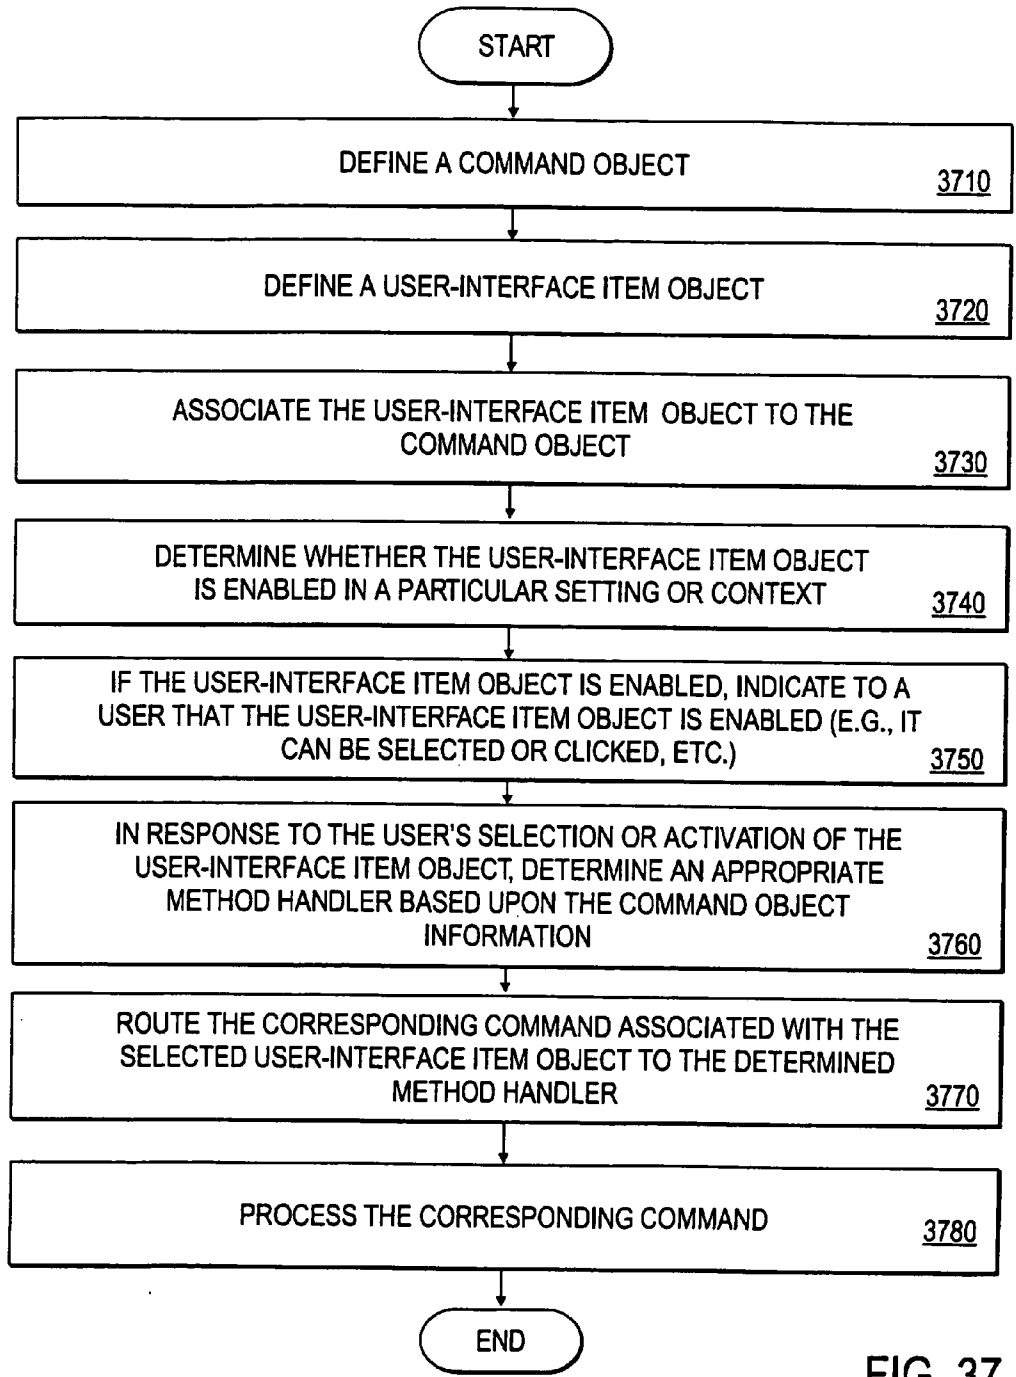 START
DEFINE A COMMAND OBJECT
3710
DEFINE A USER-INTERFACE ITEM OBJECT
3720
ASSOCIATE THE USER-INTERFACE ITEM OBJECT TO THE
COMMAND OBJECT
3730
DETERMINE WHETHER THE USER-INTERFACE ITEM OBJECT
IS ENABLED IN A PARTICULAR SETTING OR CONTEXT
3740
IF THE USER-INTERFACE ITEM OBJECT IS ENABLED, INDICATE TO A
USER THAT THE USER-INTERFACE ITEM OBJECT IS ENABLED (E.G., IT
CAN BE SELECTED OR CLICKED, ETC.)
3750
IN RESPONSE TO THE USER'S SELECTION OR ACTIVATION OF THE
USER-INTERFACE ITEM OBJECT, DETERMINE AN APPROPRIATE
METHOD HANDLER BASED UPON THE COMMAND OBJECT
INFORMATION
3760
ROUTE THE CORRESPONDING COMMAND ASSOCIATED WITH THE
SELECTED USER-INTERFACE ITEM OBJECT TO THE DETERMINED
METHOD HANDLER
3770
PROCESS THE CORRESPONDING COMMAND
3780
END
FIG. 37